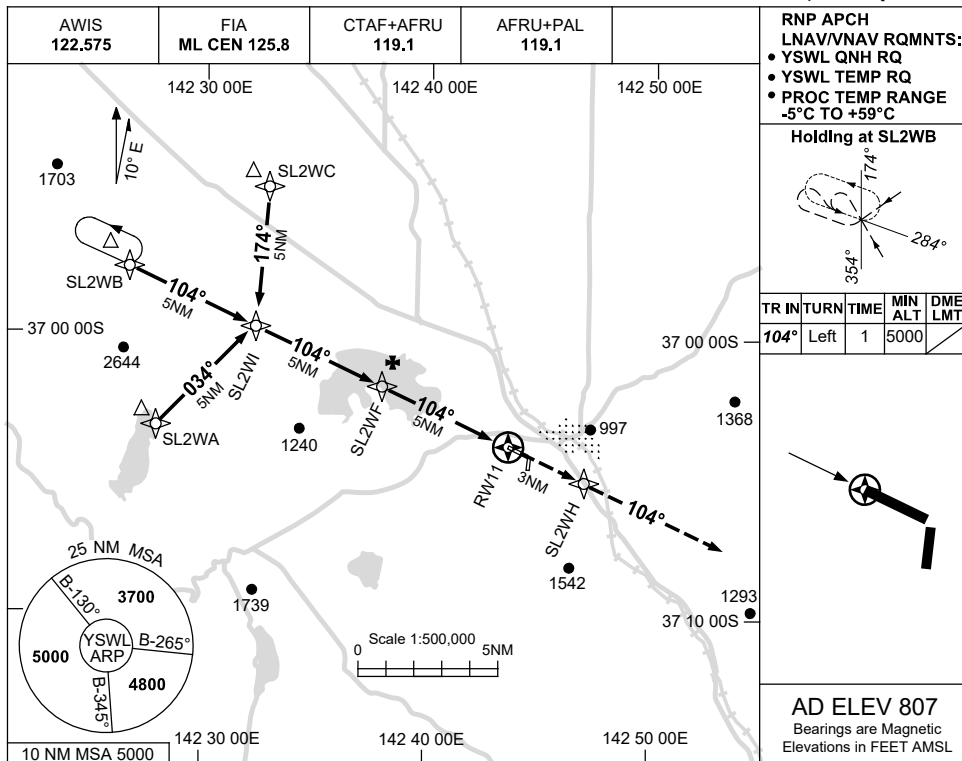 AWIS
122.575
FIA
ML CEN 125.8
CTAF+AFRU
119.1
AFRU+PAL
119.1
RNP APCH
LNAV/VNAV RQMNTS:
• YSWL QNH RQ
• YSWL TEMP RQ
• PROC TEMP RANGE
-5°C TO +59°C
142 30 00E
142 40 00E
142 50 00E
10° E
1703
SL2WC
174°
5NM
SL2WB
104°
5NM
37 00 00S
2644
SL2WI
104°
5NM
37 00 00S
034°
5NM
SL2WA
1240
SL2WF
104°
5NM
997
1368
RW11
3NM
SL2WH
104°
1542
1739
1293
37 10 00S
Holding at SL2WB
174°
284°
354°
TR IN
TURN
TIME
MIN
ALT
DME
LMT
104°
Left
1
5000
25 NM MSA
B-130°
3700
5000
YSWL
ARP
B-265°
B-345°
4800
10 NM MSA 5000
Scale 1:500,000
0
5NM
142 30 00E
142 40 00E
142 50 00E
AD ELEV 807
Bearings are Magnetic
Elevations in FEET AMSL